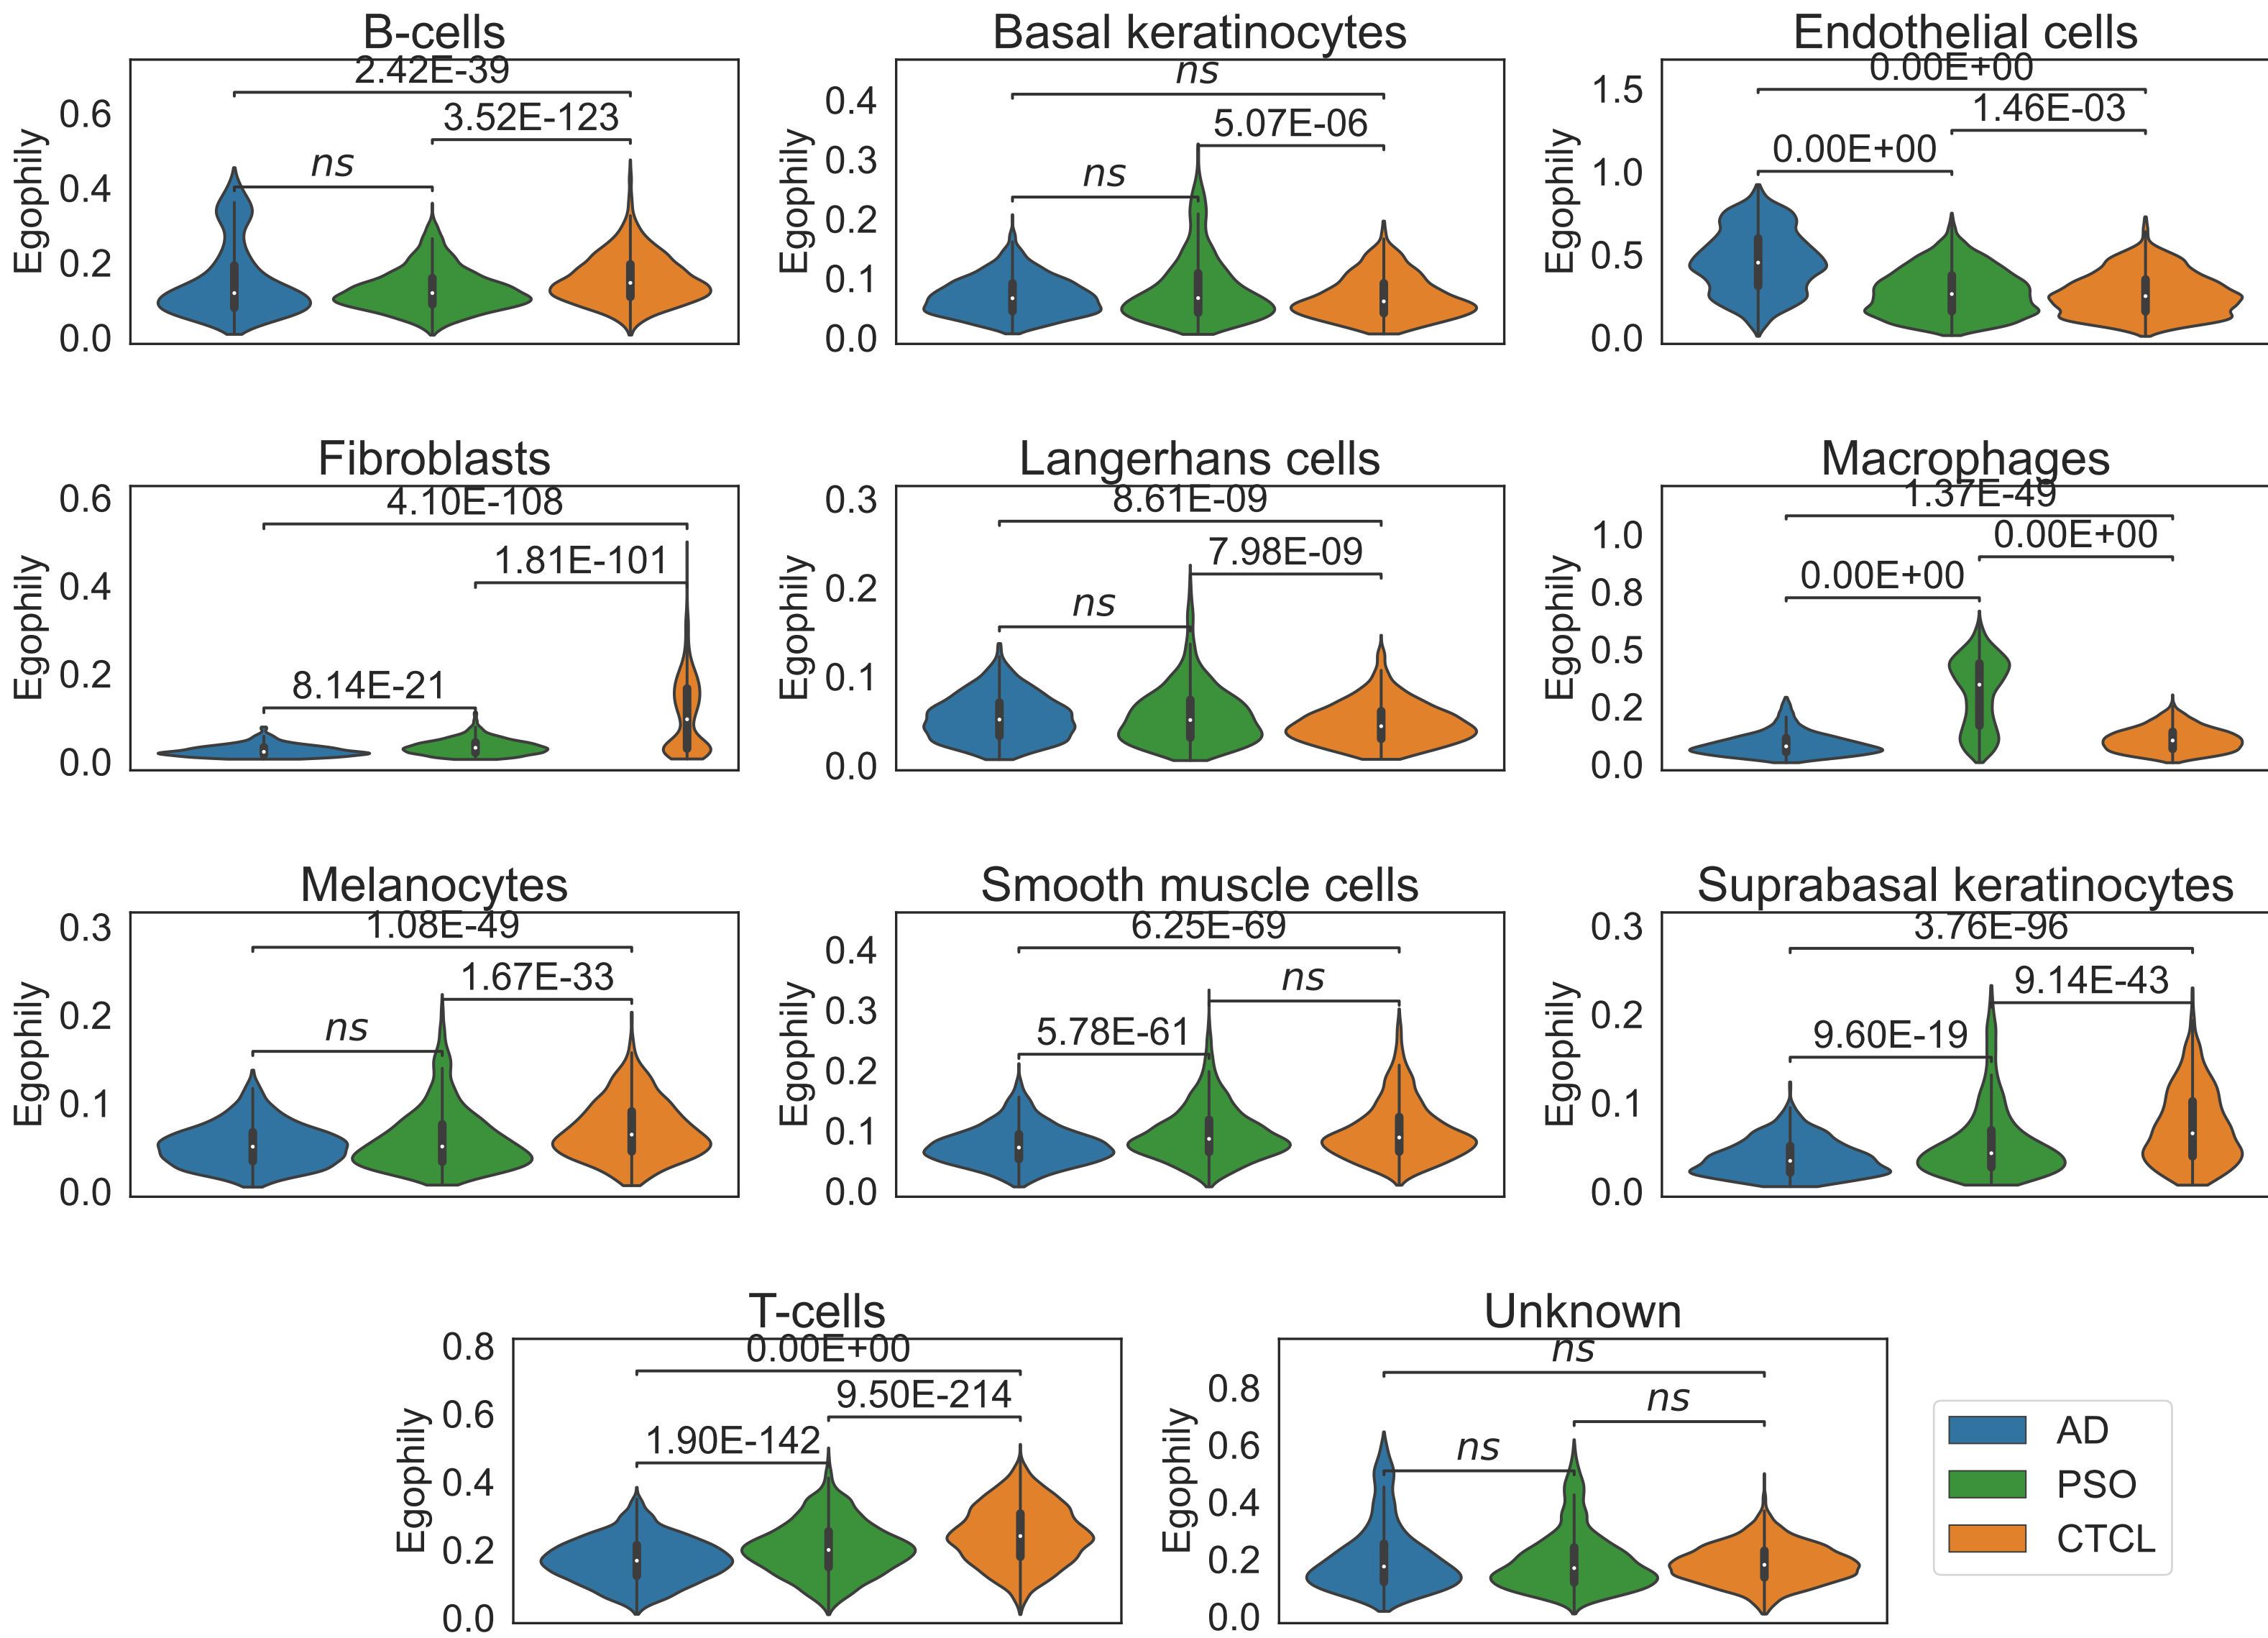 B-cells
2.42E-39
3.52E-123
ns
Egophily
0.6
0.4
0.2
0.0
Basal keratinocytes
ns
5.07E-06
ns
Egophily
0.4
0.3
0.2
0.1
0.0
Endothelial cells
0.00E+00
1.46E-03
0.00E+00
Egophily
1.5
1.0
0.5
0.0
Fibroblasts
4.10E-108
1.81E-101
8.14E-21
Egophily
0.6
0.4
0.2
0.0
Langerhans cells
8.61E-09
7.98E-09
ns
Egophily
0.3
0.2
0.1
0.0
Macrophages
1.37E-49
0.00E+00
0.00E+00
Egophily
1.0
0.8
0.5
0.2
0.0
Melanocytes
1.08E-49
1.67E-33
ns
Egophily
0.3
0.2
0.1
0.0
Smooth muscle cells
6.25E-69
ns
5.78E-61
Egophily
0.4
0.3
0.2
0.1
0.0
Suprabasal keratinocytes
3.76E-96
9.14E-43
9.60E-19
Egophily
0.3
0.2
0.1
0.0
T-cells
0.00E+00
9.50E-214
1.90E-142
Egophily
0.8
0.6
0.4
0.2
0.0
Unknown
ns
ns
ns
Egophily
0.8
0.6
0.4
0.2
0.0
AD
PSO
CTCL